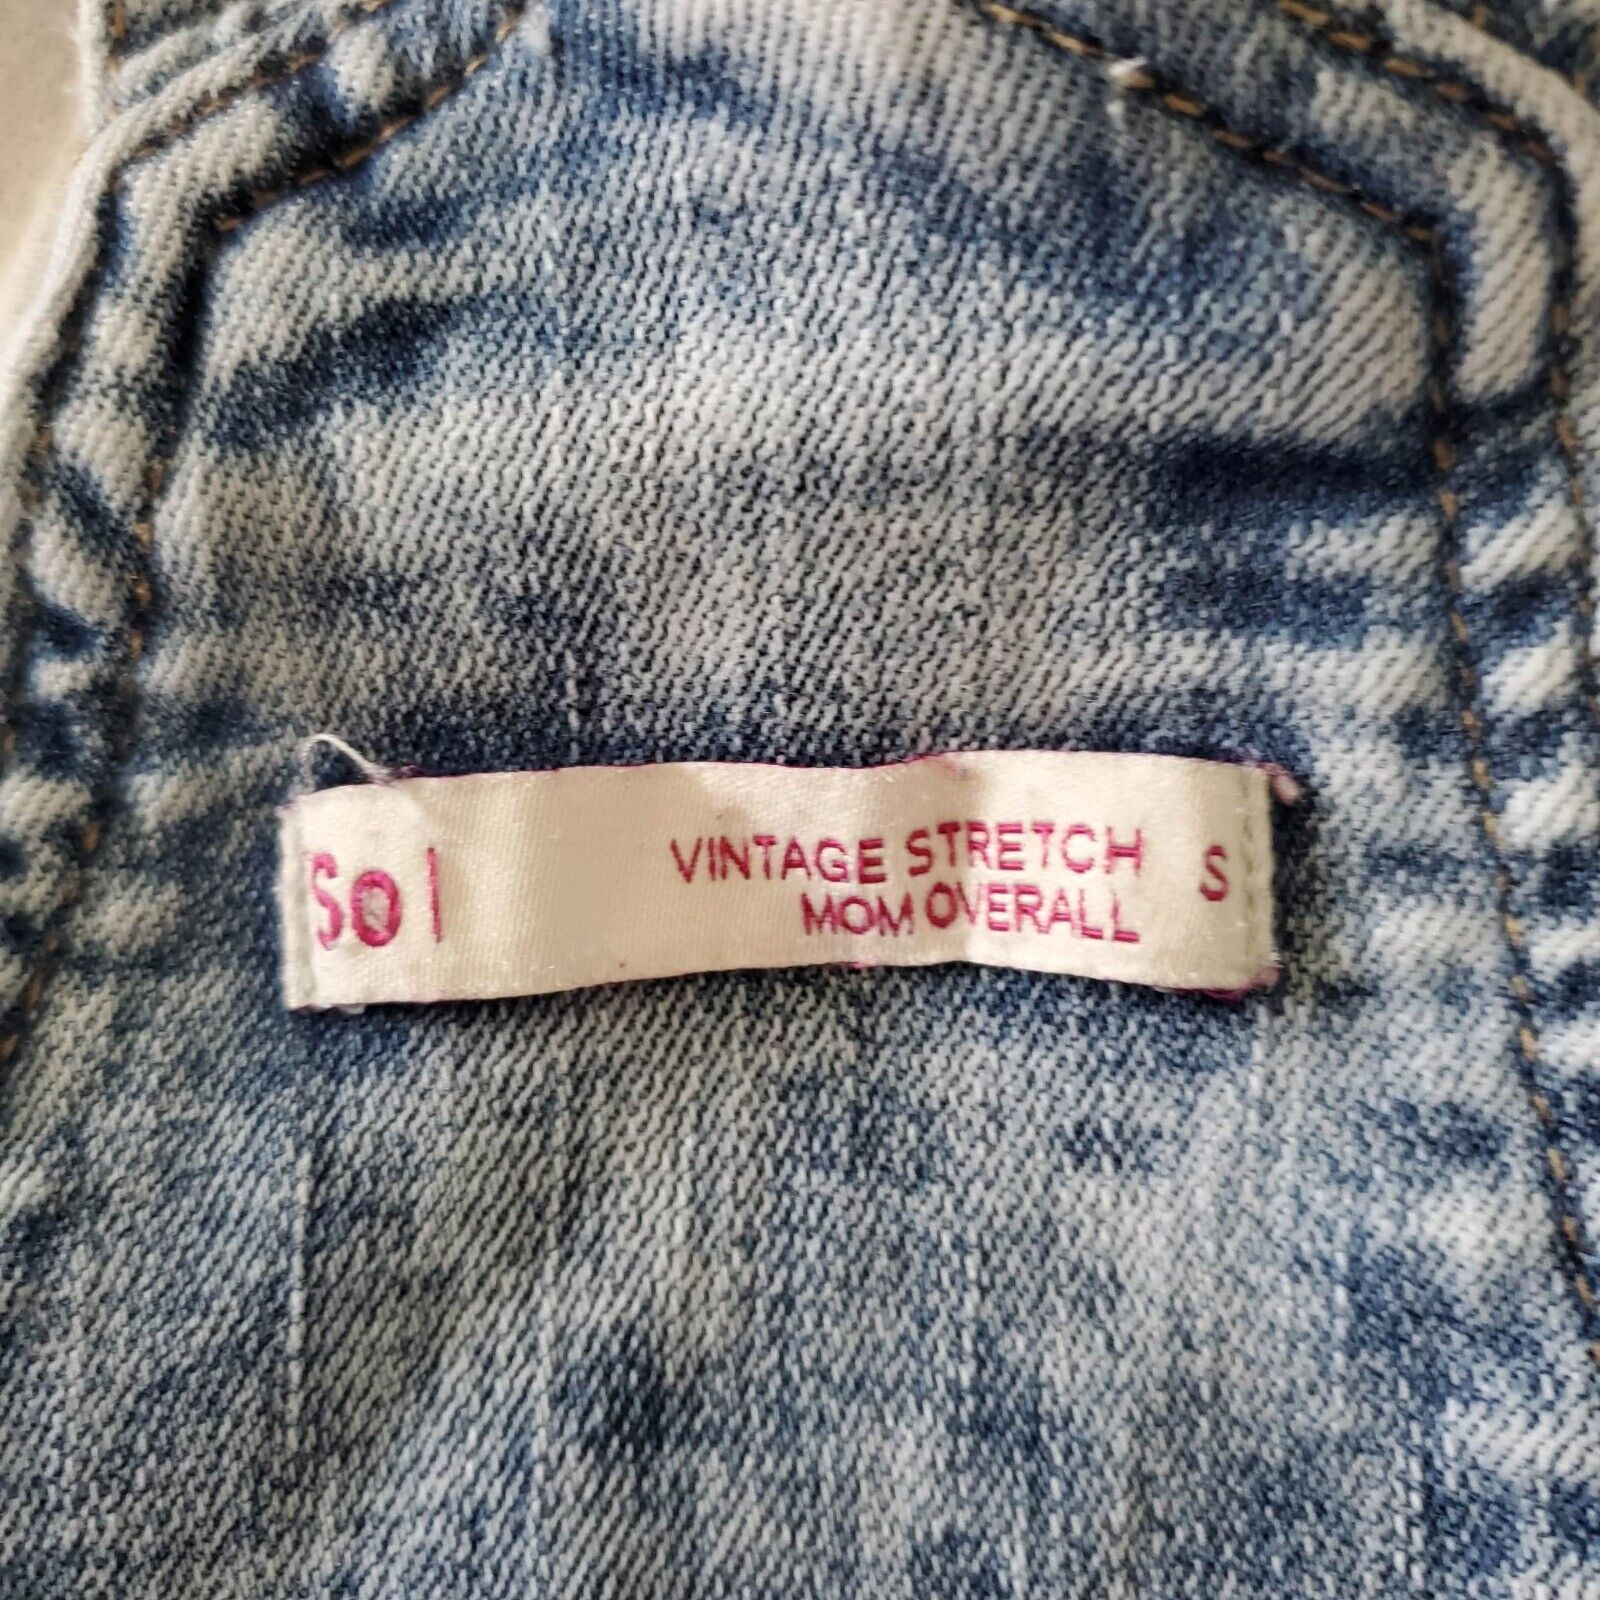 So |
VINTAGE STRETCH
MOM OVERALL
S